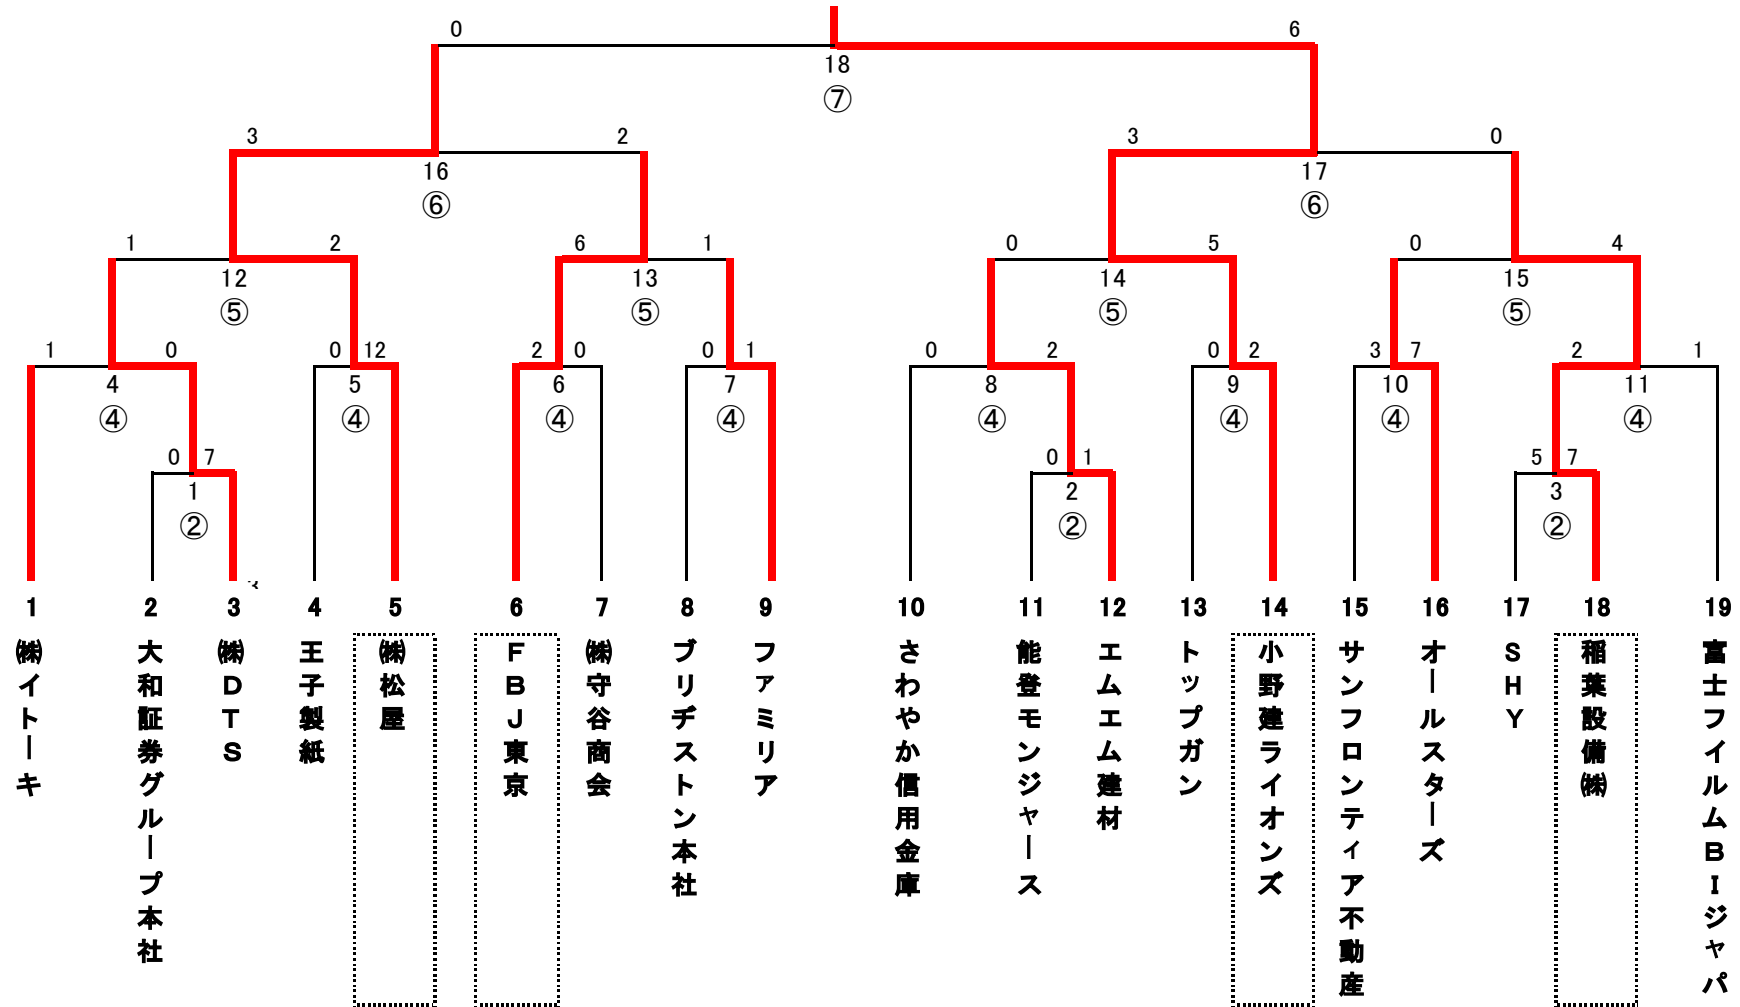 0 6
18
⑦
3 2 3 0
16 17
⑥ ⑥
1 2 6 1 0 5 0 4
12 13 14 15
⑤ ⑤ ⑤ ⑤
1 0 0 12 2 0 0 1 0 2 0 2 3 7 2 1
4 5 6 7 8 9 10 11
④ ④ ④ ④ ④ ④ ④ ④
0 7 0 1 5 7
1 2 3
② ② ②
1 2 3 4 5 6 7 8 9 10 11 12 13 14 15 16 17 18 19
㈱イトーキ
大和証券グループ本社
㈱DTS
王子製紙
㈱松屋
FBJ東京
㈱守谷商会
ブリヂストン本社
ファミリア
さわやか信用金庫
能登モンジャース
エムエム建材
トップガン
小野建ライオンズ
サンフロンティア不動産
オールスターズ
SHY
稲葉設備㈱
富士フイルムBIジャパ